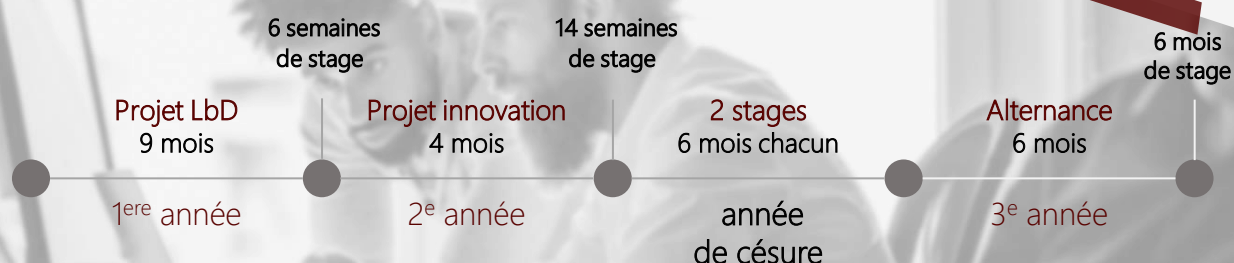 6 semaines
de stage
14 semaines
de stage
6 mois
de stage
Projet LbD
9 mois
Projet innovation
4 mois
2 stages
6 mois chacun
Alternance
6 mois
1ere année
2e année
année
de césure
3e année